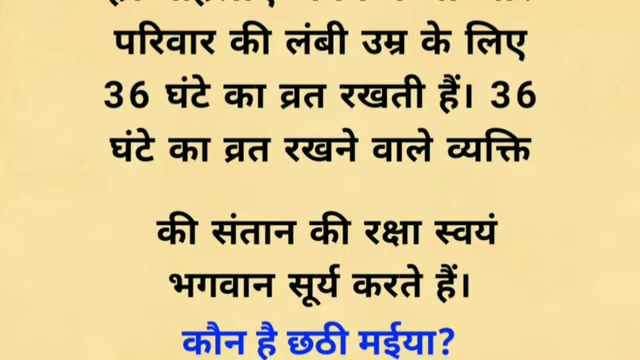 परिवार की लंबी उम्र के लिए
36 घंटे का व्रत रखती हैं। 36
घंटे का व्रत रखने वाले व्यक्ति
की संतान की रक्षा स्वयं
भगवान सूर्य करते हैं।
कौन है छठी मईया?